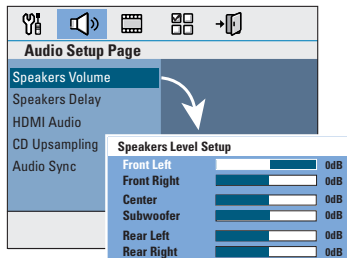 Audio Setup Page
Speakers Volume
Speakers Delay
HDMI Audio
CD Upsampling
Audio Sync
Speakers Level Setup
Front Left 0dB
Front Right 0dB
Center 0dB
Subwoofer 0dB
Rear Left 0dB
Rear Right 0dB